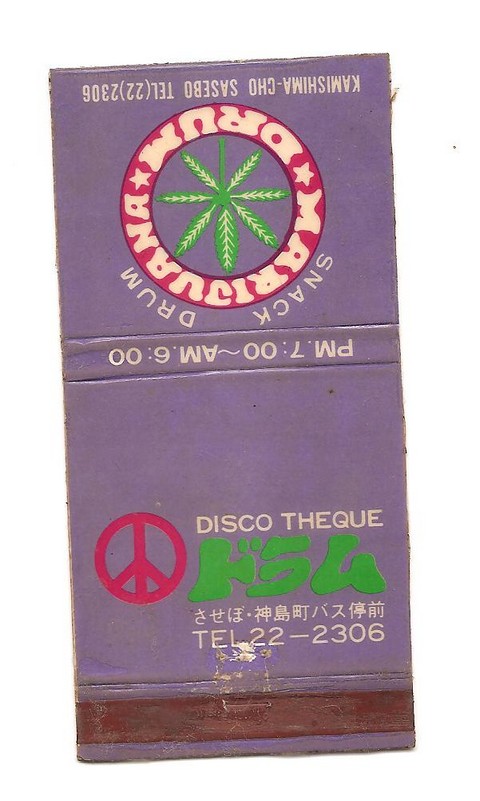 KAMISHIMA-CHO SASEBO TEL(22)2306
DRUM
★ MARIJUANA ★
SNACK DRUM
PM.7:00~AM.6:00
DISCO THEQUE
ドラム
させぼ・神島町バス停前
TEL.22-2306